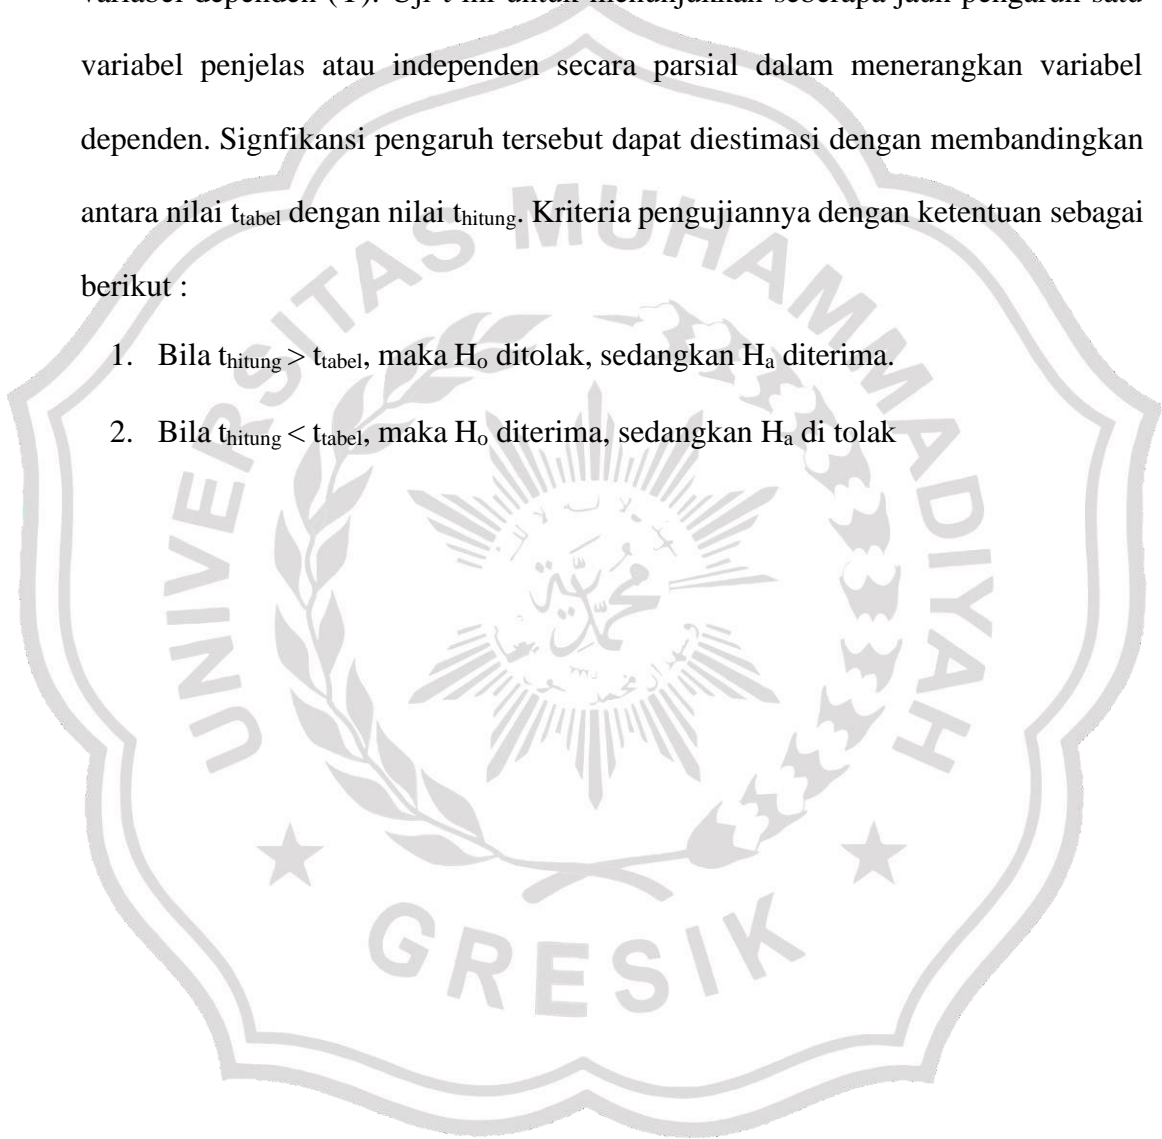 variabel dependen (Y). Uji t ini untuk menunjukkan seberapa jauh pengaruh satu
variabel penjelas atau independen secara parsial dalam menerangkan variabel
dependen. Signfikansi pengaruh tersebut dapat diestimasi dengan membandingkan
antara nilai ttabel dengan nilai thitung. Kriteria pengujiannya dengan ketentuan sebagai
berikut :
1. Bila thitung > ttabel, maka Ho ditolak, sedangkan Ha diterima.
2. Bila thitung < ttabel, maka Ho diterima, sedangkan Ha di tolak
UNIVERSITAS MUHAMMADIYAH
GRESIK